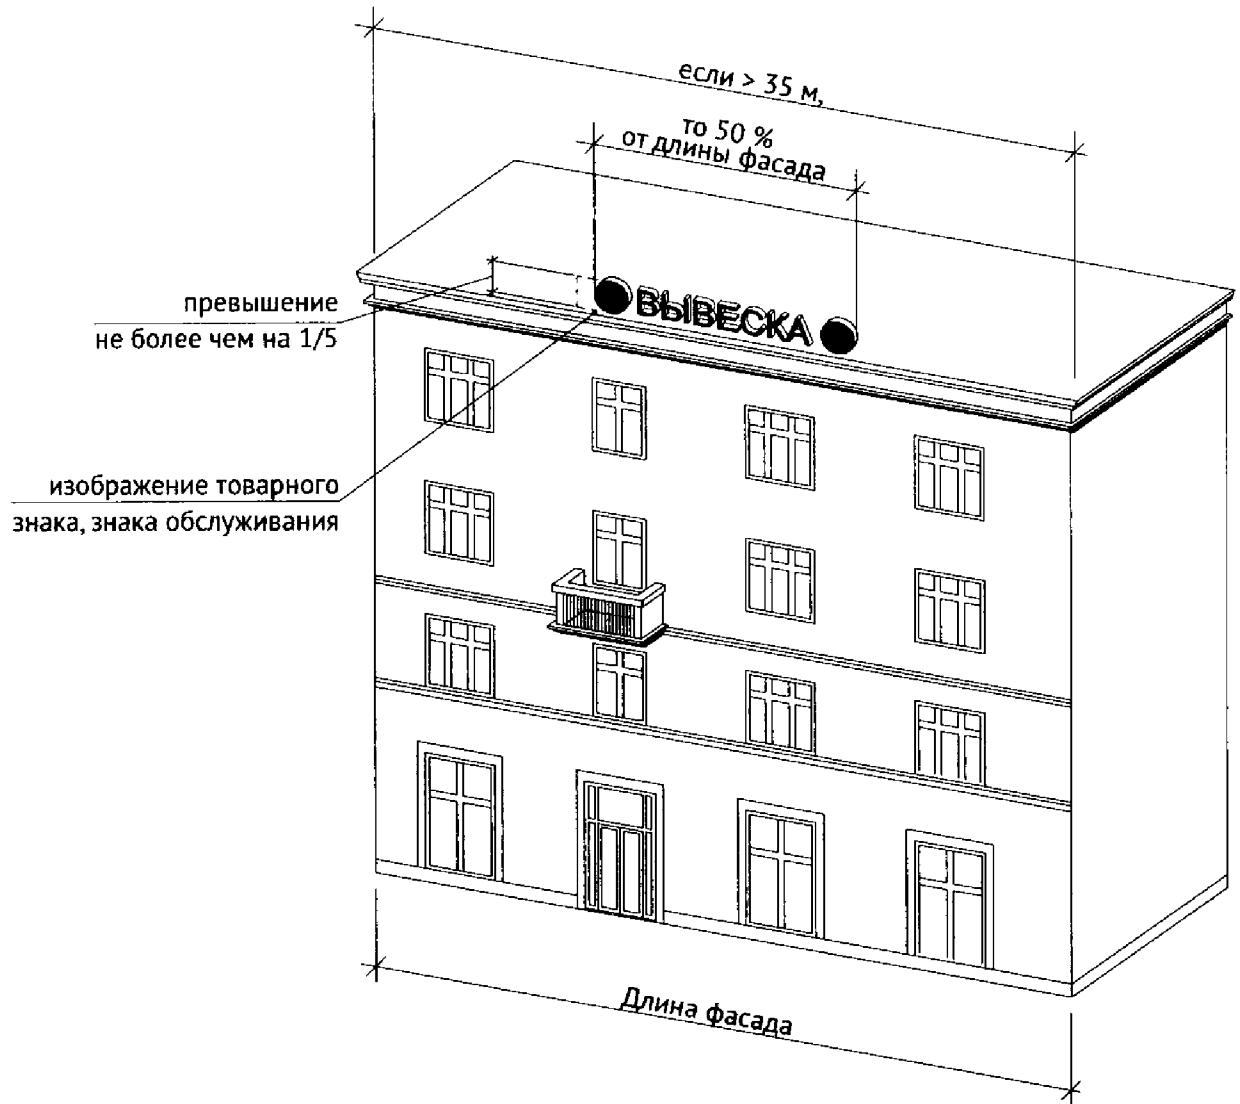 если > 35 м,
то 50 %
от длины фасада
ВЫВЕСКА
превышение
не более чем на 1/5
изображение товарного
знака, знака обслуживания
Длина фасада